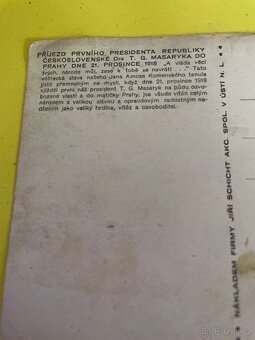 PŘÍJEZD PRVNÍHO PRESIDENTA REPUBLIKY
ČESKOSLOVENSKÉ Dra T. G. MASARYKA DO
PRAHY DNE 21. PROSINCE 1918 „A vláda věcí
tvých, národe můj, zase k tobě se navrátí . . ." Tato
věštecká slova našeho Jana Amose Komenského tanula
jistě přemnohým na mysli, když dne 21. prosince 1918
vjížděl první náš president T. G. Masaryk na půdu osvo-
bozené vlasti a do matičky Prahy, jsa všude vítán celým
národem s velikou slávou a opravdovým radostným na-
dšením jako veliký hrdina, vítěz a osvoboditel.
NÁKLADEM FIRMY JIŘÍ SCHICHT AKC. SPOL. V ÚSTÍ N. L.